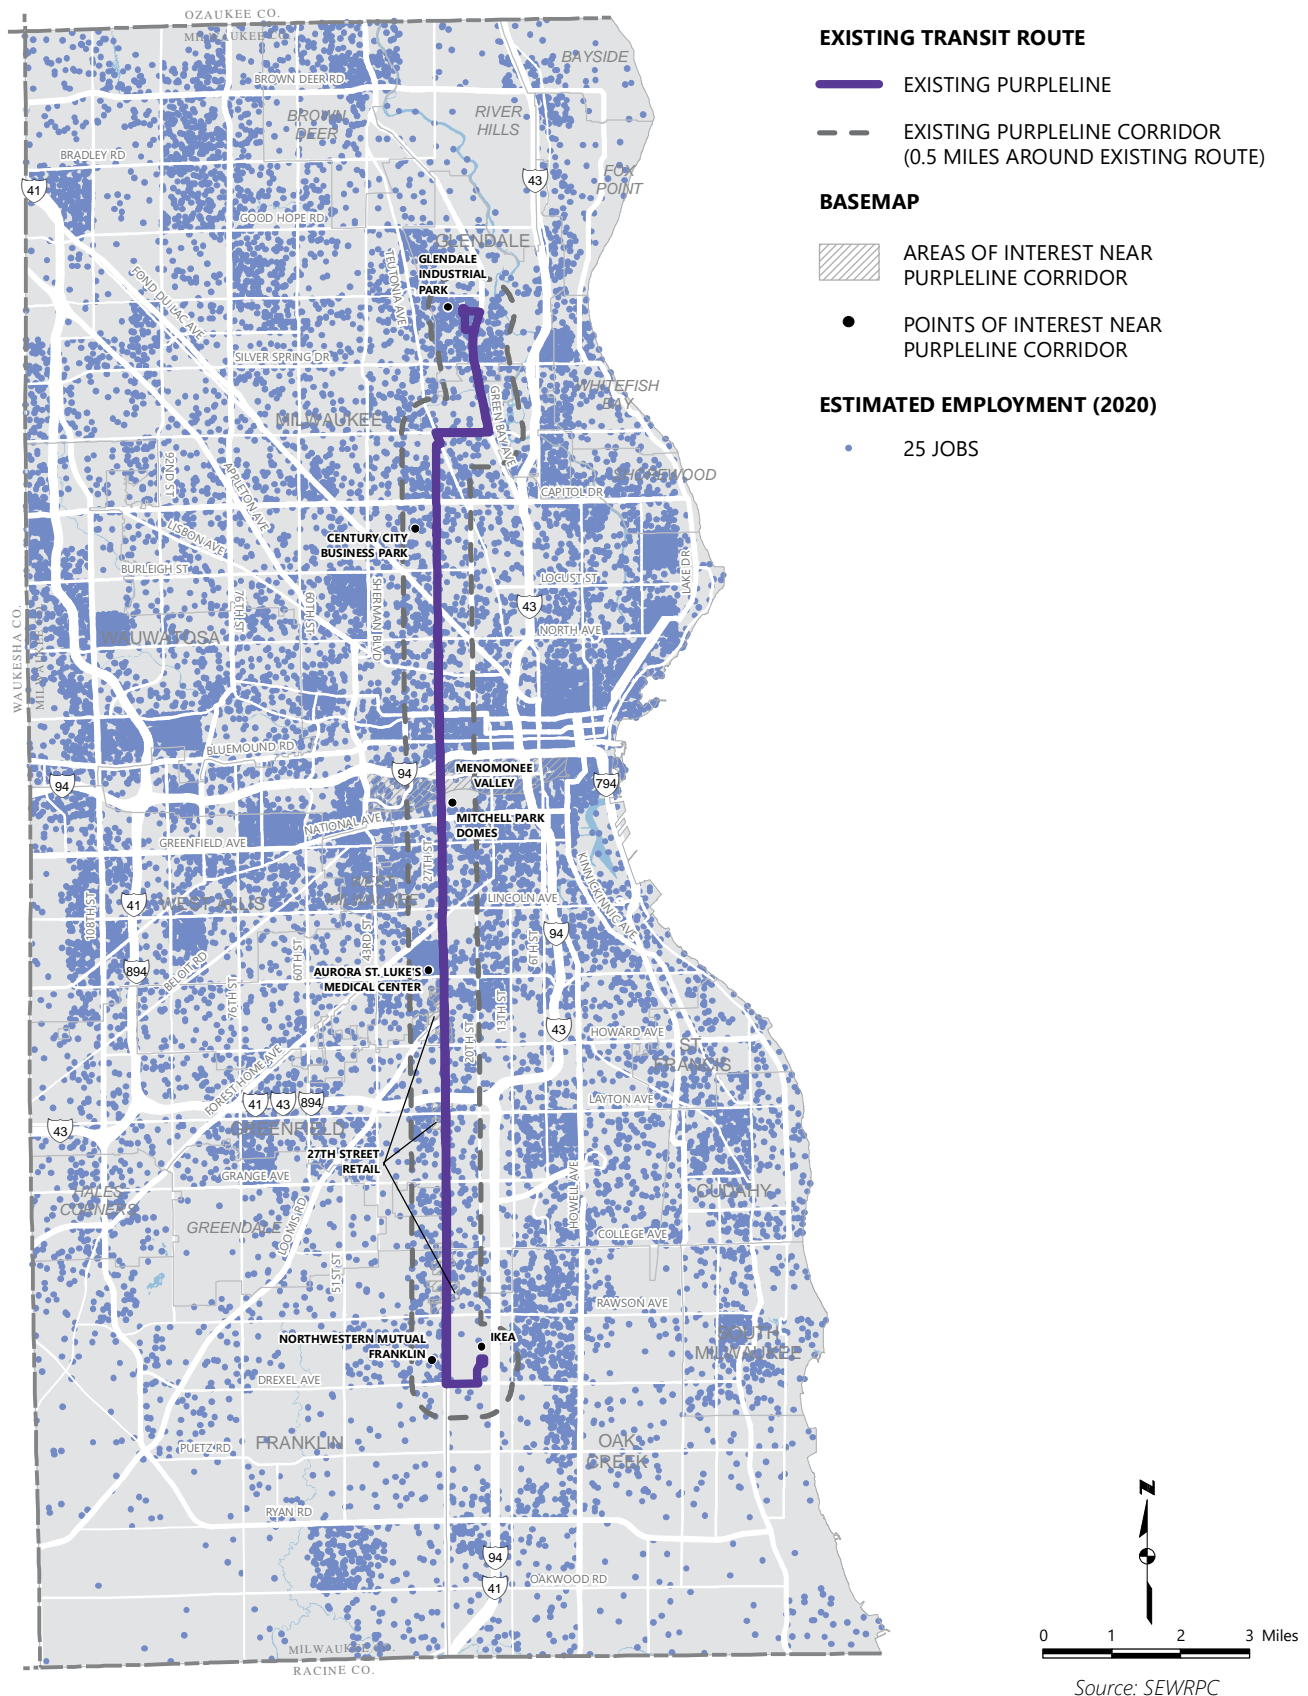 OZAUKEE CO.
MILWAUKEE CO.
BAYSIDE
BROWN DEER RD
BROWN
DEER
RIVER
HILLS
BRADLEY RD
FOX
POINT
41
43
GOOD HOPE RD
GLENDALE
GLENDALE
INDUSTRIAL
PARK
TEUTONIA AVE
FOND DU LAC AVE
SILVER SPRING DR
WHITEFISH
BAY
GREEN BAY AVE
MILWAUKEE
92ND ST
APPLETON AVE
SHOREWOOD
CAPITOL DR
LISBON AVE
CENTURY CITY
BUSINESS PARK
BURLEIGH ST
LOCUST ST
LAKE DR
76TH ST
60TH ST
SHERMAN BLVD
43
NORTH AVE
WAUWATOSA
WAUKESHA CO.
MILWAUKEE
BLUEMOUND RD
94
94
MENOMONEE
VALLEY
794
MITCHELL PARK
DOMES
NATIONAL AVE
GREENFIELD AVE
27TH ST
KINNICKINNIC AVE
WEST
MILWAUKEE
WEST ALLIS
LINCOLN AVE
108TH ST
41
43RD ST
60TH ST
6TH ST
94
894
BELOIT RD
76TH ST
AURORA ST. LUKE'S
MEDICAL CENTER
13TH ST
20TH ST
43
HOWARD AVE
ST.
FRANCIS
FOREST HOME AVE
41
43
894
LAYTON AVE
43
GREENFIELD
27TH STREET
RETAIL
GRANGE AVE
HALES
CORNERS
GREENDALE
LOOMIS RD
HOWELL AVE
CUDAHY
COLLEGE AVE
51ST ST
RAWSON AVE
SOUTH
MILWAUKEE
NORTHWESTERN MUTUAL
FRANKLIN
IKEA
DREXEL AVE
PUETZ RD
FRANKLIN
OAK
CREEK
RYAN RD
94
41
OAKWOOD RD
MILWAUKEE CO.
RACINE CO.
EXISTING TRANSIT ROUTE
EXISTING PURPLELINE
EXISTING PURPLELINE CORRIDOR
(0.5 MILES AROUND EXISTING ROUTE)
BASEMAP
AREAS OF INTEREST NEAR
PURPLELINE CORRIDOR
POINTS OF INTEREST NEAR
PURPLELINE CORRIDOR
ESTIMATED EMPLOYMENT (2020)
25 JOBS
N
0 1 2 3 Miles
Source: SEWRPC